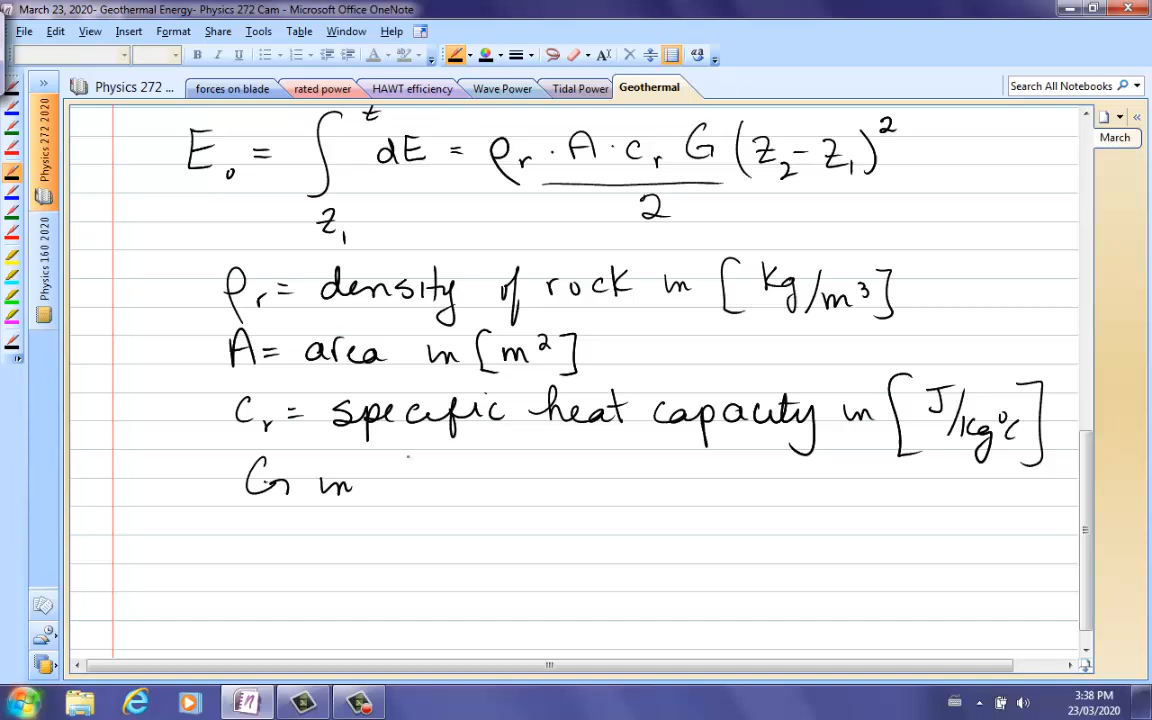 March 23, 2020- Geothermal Energy- Physics 272 Cam - Microsoft Office OneNote
File Edit View Insert Format Share Tools Table Window Help
B I U
Physics 272 ... forces on blade rated power HAWT efficiency Wave Power Tidal Power Geothermal Search All Notebooks
March
Physics 272 2020
Physics 160 2020
E₀ = ∫_{z₁}^{z} dE = ρᵣ · A · cᵣ G / 2 (z₂ - z₁)²
ρᵣ = density of rock in [kg/m³]
A = area in [m²]
cᵣ = specific heat capacity in [J/kg°c]
G in
3:38 PM
23/03/2020